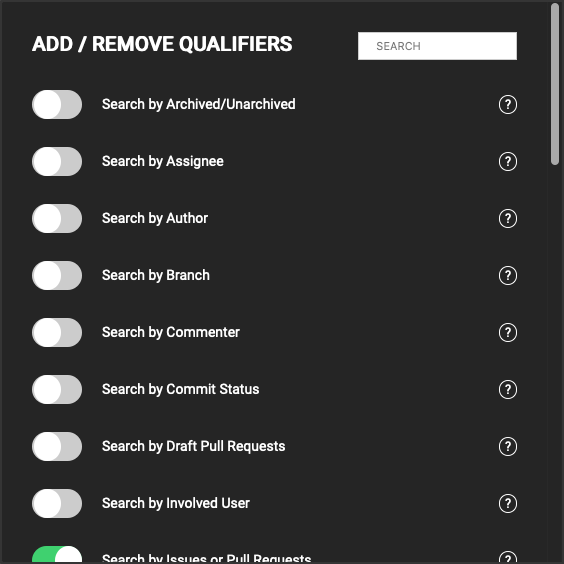 ADD / REMOVE QUALIFIERS
SEARCH
Search by Archived/Unarchived ?
Search by Assignee ?
Search by Author ?
Search by Branch ?
Search by Commenter ?
Search by Commit Status ?
Search by Draft Pull Requests ?
Search by Involved User ?
Search by Issues or Pull Requests ?